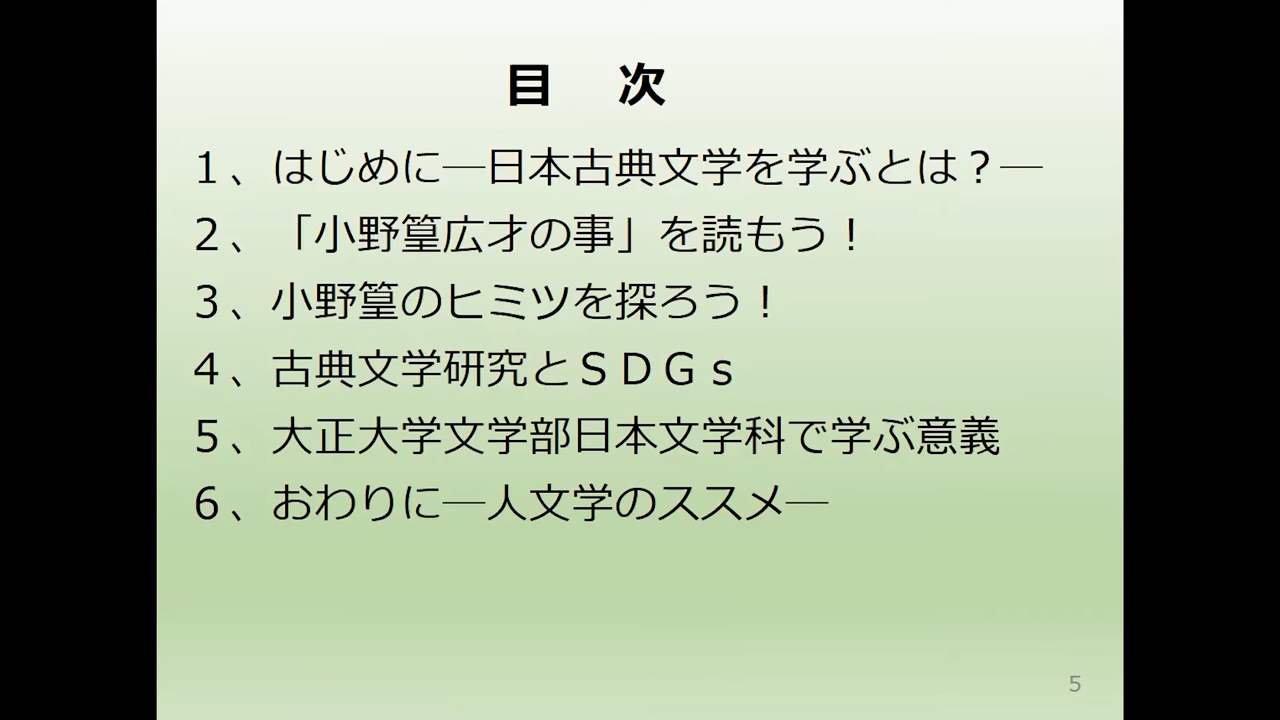 目　次
１、はじめに―日本古典文学を学ぶとは？―
２、「小野篁広才の事」を読もう！
３、小野篁のヒミツを探ろう！
４、古典文学研究とＳＤＧｓ
５、大正大学文学部日本文学科で学ぶ意義
６、おわりに―人文学のススメ―
5